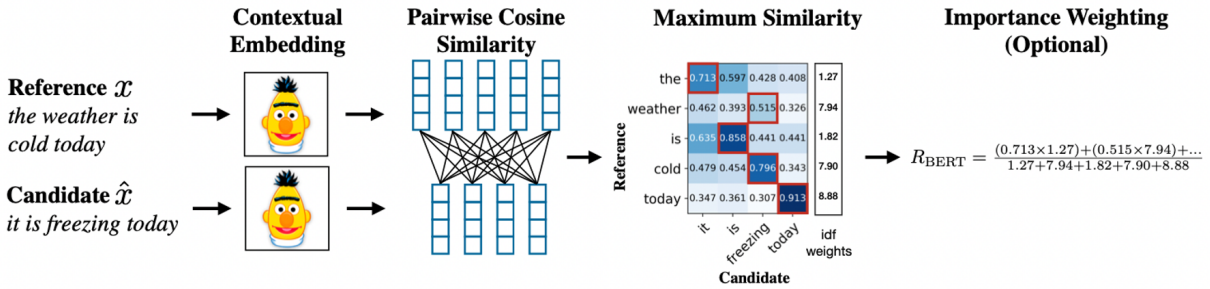 Contextual
Embedding
Pairwise Cosine
Similarity
Maximum Similarity
Importance Weighting
(Optional)
Reference x
the weather is
cold today
Candidate x̂
it is freezing today
Reference
the 0.713 0.597 0.428 0.408 1.27
weather 0.462 0.393 0.515 0.326 7.94
is 0.635 0.858 0.441 0.441 1.82
cold 0.479 0.454 0.796 0.343 7.90
today 0.347 0.361 0.307 0.913 8.88
it is freezing today
idf
weights
Candidate
R_BERT = (0.713×1.27)+(0.515×7.94)+...
1.27+7.94+1.82+7.90+8.88